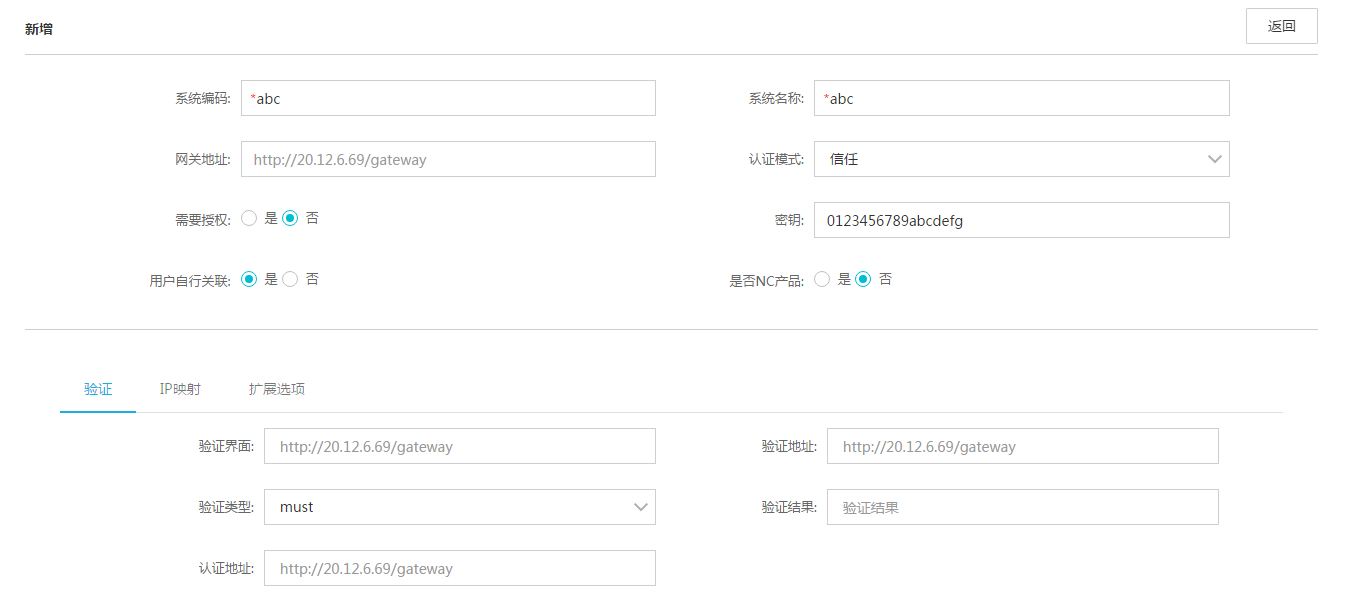 新增
返回
系统编码: *abc 系统名称: *abc
网关地址: http://20.12.6.69/gateway 认证模式: 信任
需要授权: 是 否 密钥: 0123456789abcdefg
用户自行关联: 是 否 是否NC产品: 是 否
验证 IP映射 扩展选项
验证界面: http://20.12.6.69/gateway 验证地址: http://20.12.6.69/gateway
验证类型: must 验证结果: 验证结果
认证地址: http://20.12.6.69/gateway